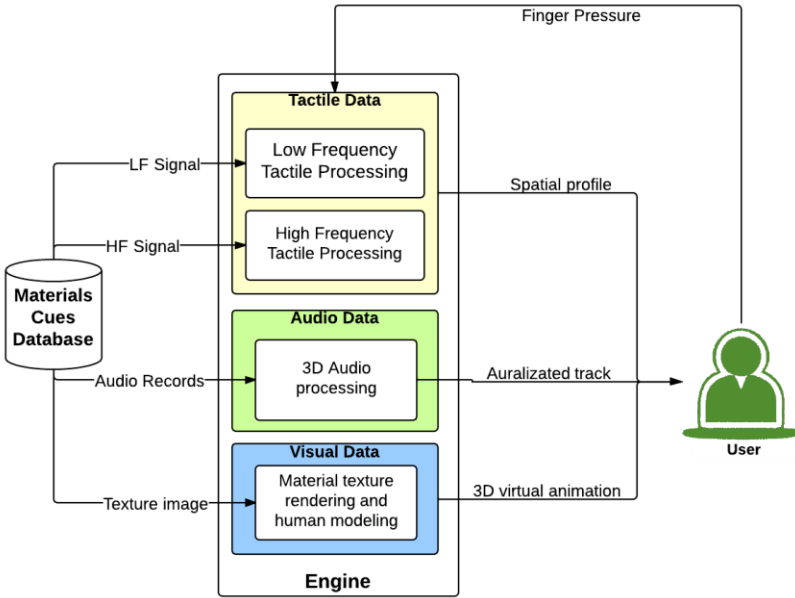 Finger Pressure
Tactile Data
Low Frequency
Tactile Processing
LF Signal
Spatial profile
High Frequency
Tactile Processing
HF Signal
Materials
Cues
Database
Audio Data
3D Audio
processing
Audio Records
Auralizated track
User
Visual Data
Material texture
rendering and
human modeling
Texture image
3D virtual animation
Engine